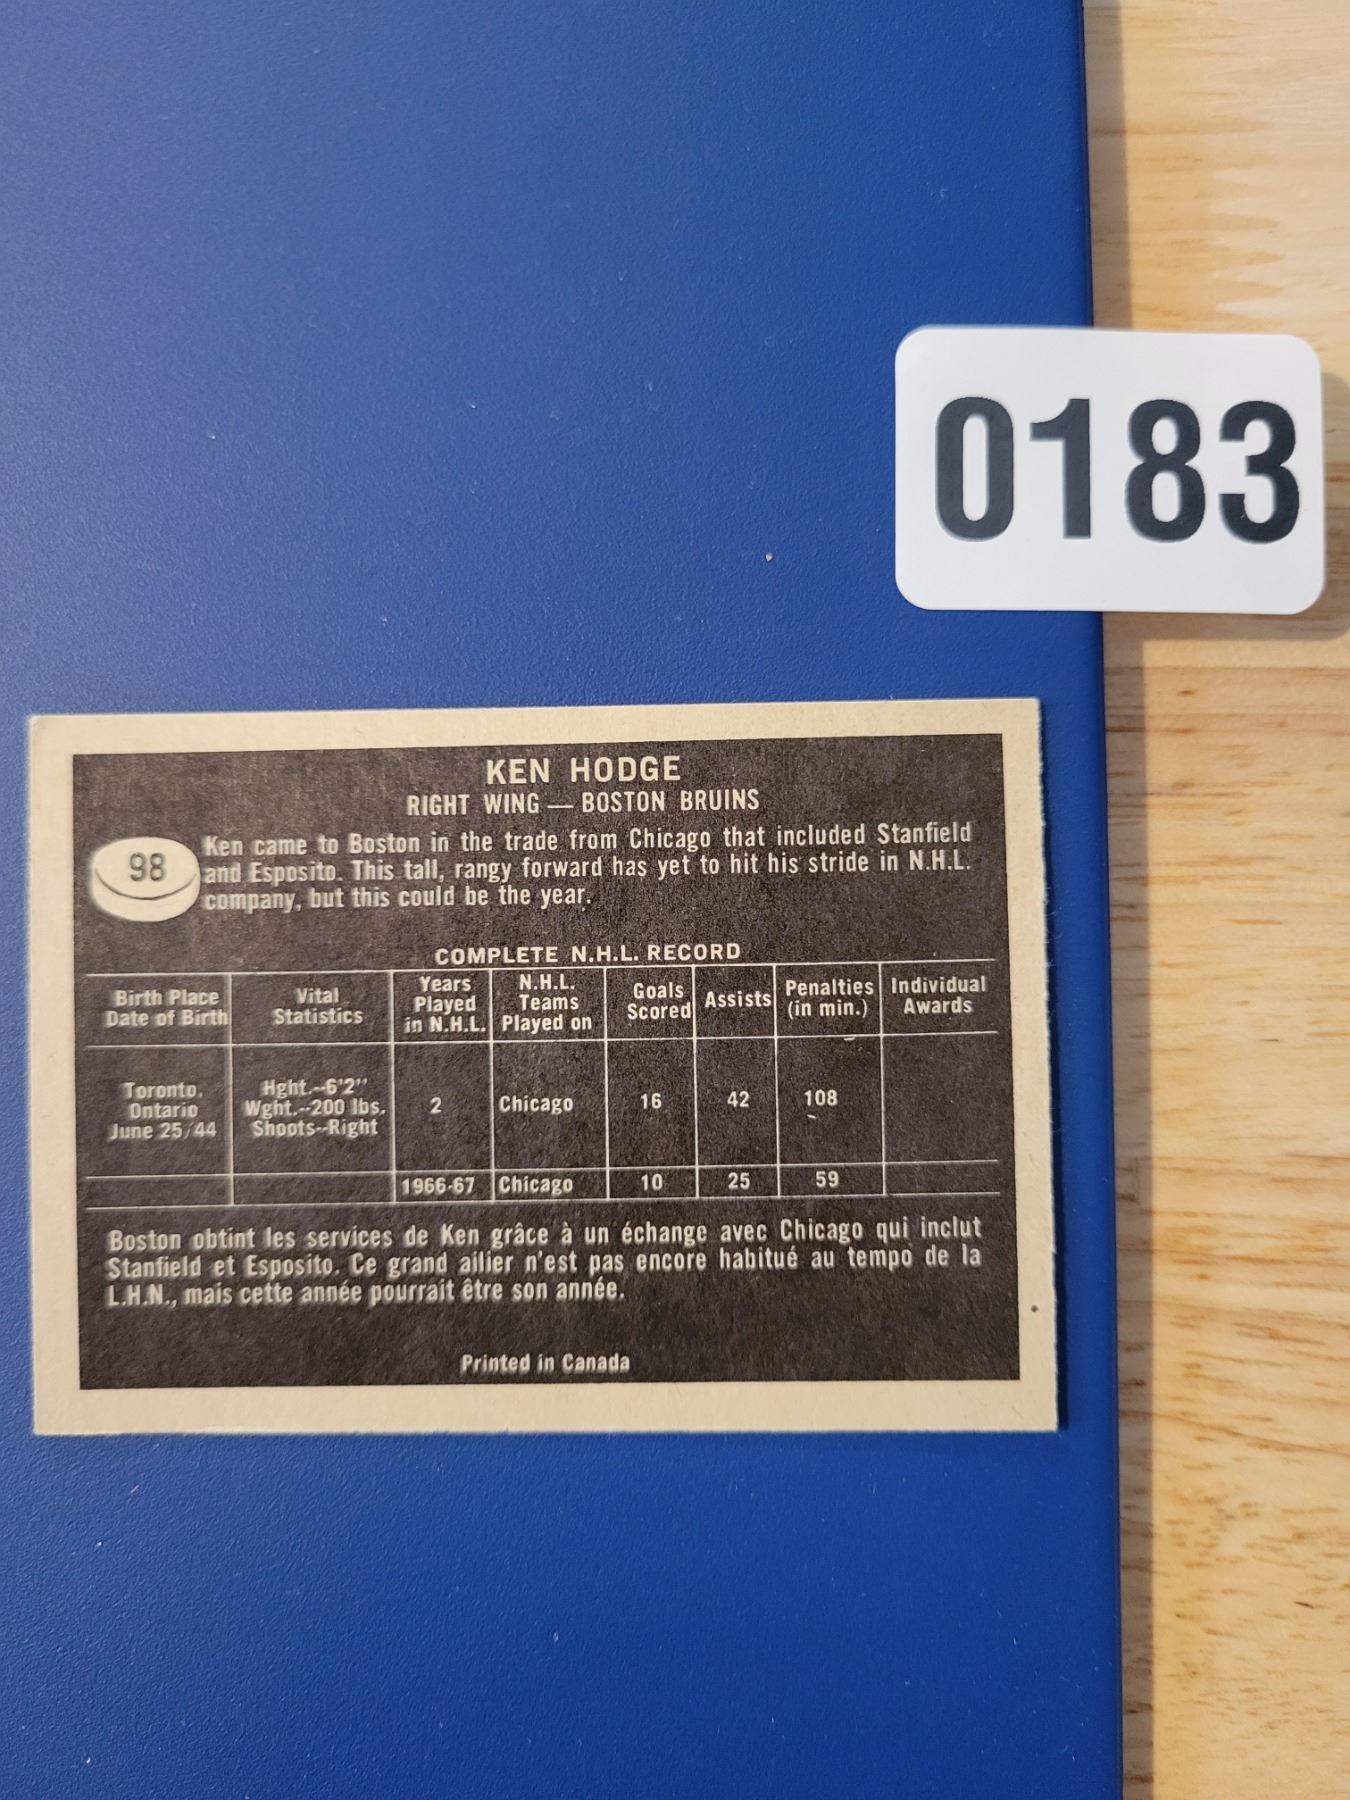 0183
KEN HODGE
RIGHT WING — BOSTON BRUINS
98
Ken came to Boston in the trade from Chicago that included Stanfield
and Esposito. This tall, rangy forward has yet to hit his stride in N.H.L.
company, but this could be the year.
COMPLETE N.H.L. RECORD
Birth Place
Date of Birth
Vital
Statistics
Years
Played
in N.H.L.
N.H.L.
Teams
Played on
Goals
Scored
Assists
Penalties
(in min.)
Individual
Awards
Toronto,
Ontario
June 25/44
Hght.--6'2"
Wght.--200 lbs.
Shoots--Right
2
Chicago
16
42
108
1966-67
Chicago
10
25
59
Boston obtint les services de Ken grâce à un échange avec Chicago qui inclut
Stanfield et Esposito. Ce grand ailier n'est pas encore habitué au tempo de la
L.H.N., mais cette année pourrait être son année.
Printed in Canada